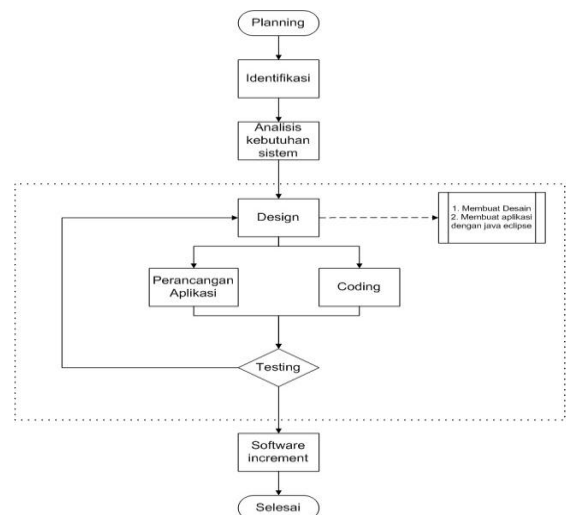 Planning
Identifikasi
Analisis
kebutuhan
sistem
Design
1. Membuat Desain
2. Membuat aplikasi
dengan java eclipse
Perancangan
Aplikasi
Coding
Testing
Software
increment
Selesai